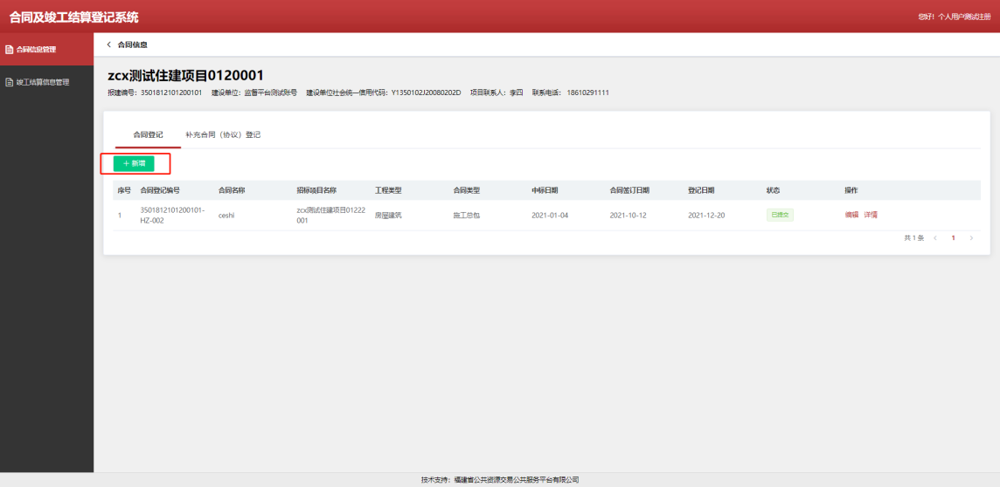 合同及竣工结算登记系统
您好！个人用户测试注册
合同信息管理
竣工结算信息管理
< 合同信息
zcx测试住建项目0120001
报建编号：3501812101200101 建设单位：监督平台测试账号 建设单位社会统一信用代码：Y1350102J20080202D 项目联系人：李四 联系电话： 18610291111
合同登记 补充合同（协议）登记
+ 新增
序号 合同登记编号 合同名称 招标项目名称 工程类型 合同类型 中标日期 合同签订日期 登记日期 状态 操作
1 3501812101200101-HZ-002 ceshi zcx测试住建项目01222001 房屋建筑 施工总包 2021-01-04 2021-10-12 2021-12-20 已提交 编辑 详情
共 1 条 < 1 >
技术支持：福建省公共资源交易公共服务平台有限公司